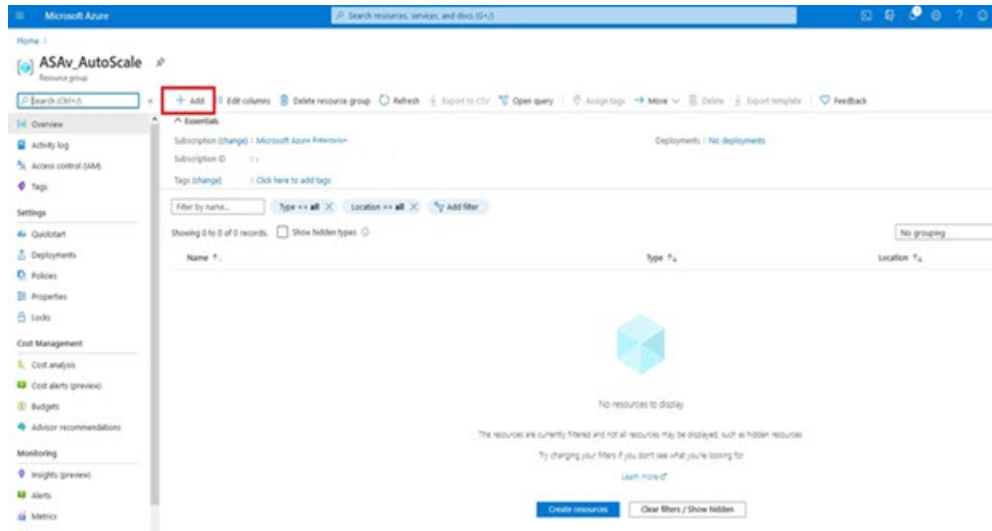 Microsoft Azure
Search resources, services, and docs (G+/)
Home >
ASAv_AutoScale
Resource group
Search (Ctrl+/)
Add
Edit columns
Delete resource group
Refresh
Export to CSV
Open query
Assign tags
Move
Delete
Export template
Feedback
Overview
Activity log
Access control (IAM)
Tags
Settings
Quickstart
Deployments
Policies
Properties
Locks
Cost Management
Cost analysis
Cost alerts (preview)
Budgets
Advisor recommendations
Monitoring
Insights (preview)
Alerts
Metrics
Essentials
Subscription (change) : Microsoft Azure Enterprise
Deployments : No deployments
Subscription ID
Tags (change) : Click here to add tags
Filter by name...
Type == all
Location == all
Add filter
Showing 0 to 0 of 0 records.
Show hidden types
No grouping
Name
Type
Location
No resources to display
The resources are currently filtered and not all resources may be displayed, such as hidden resources.
Try changing your filters if you don't see what you're looking for.
Learn more
Create resources
Clear filters / Show hidden